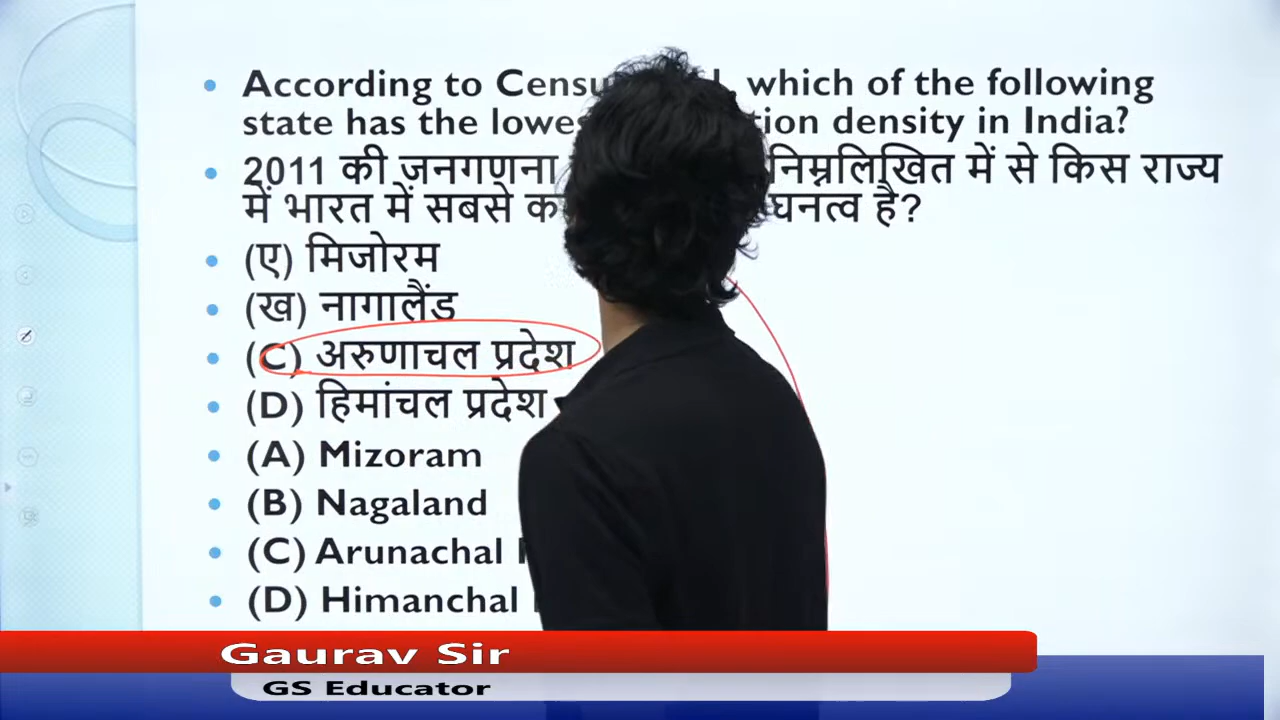 According to Censu , which of the following
state has the lowes tion density in India?
2011 की जनगणना निम्नलिखित में से किस राज्य
में भारत में सबसे क घनत्व है?
(ए) मिजोरम
(ख) नागालैंड
(C) अरुणाचल प्रदेश
(D) हिमांचल प्रदेश
(A) Mizoram
(B) Nagaland
(C) Arunachal
(D) Himanchal
Gaurav Sir
GS Educator